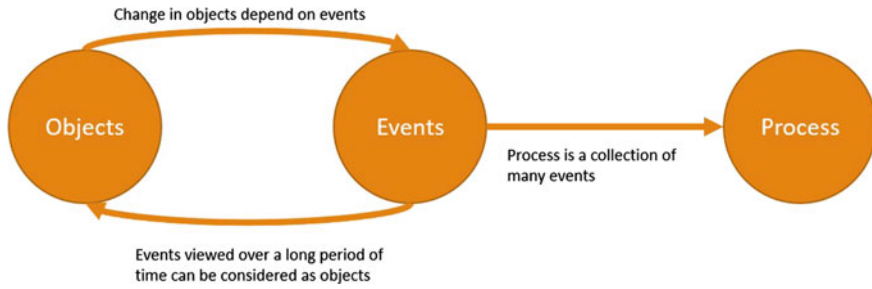 Change in objects depend on events
Objects
Events
Process
Process is a collection of
many events
Events viewed over a long period of
time can be considered as objects